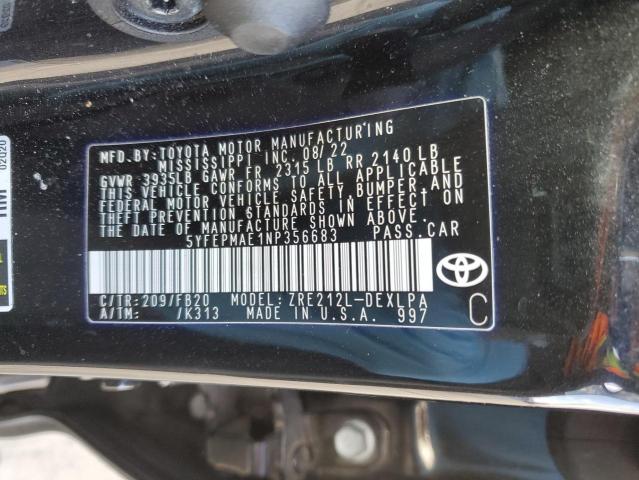 MFD.BY:TOYOTA MOTOR MANUFACTURING
MISSISSIPPI INC. 08/22
GVWR 3935LB GAWR FR 2315 LB RR 2140 LB
THIS VEHICLE CONFORMS TO ALL APPLICABLE
FEDERAL MOTOR VEHICLE SAFETY, BUMPER, AND
THEFT PREVENTION STANDARDS IN EFFECT ON
THE DATE OF MANUFACTURE SHOWN ABOVE.
5YFEPMAE1NP356683 PASS.CAR
C/TR:209/FB20 MODEL:ZRE212L-DEXLPA
A/TM: /K313 MADE IN U.S.A. 997
C